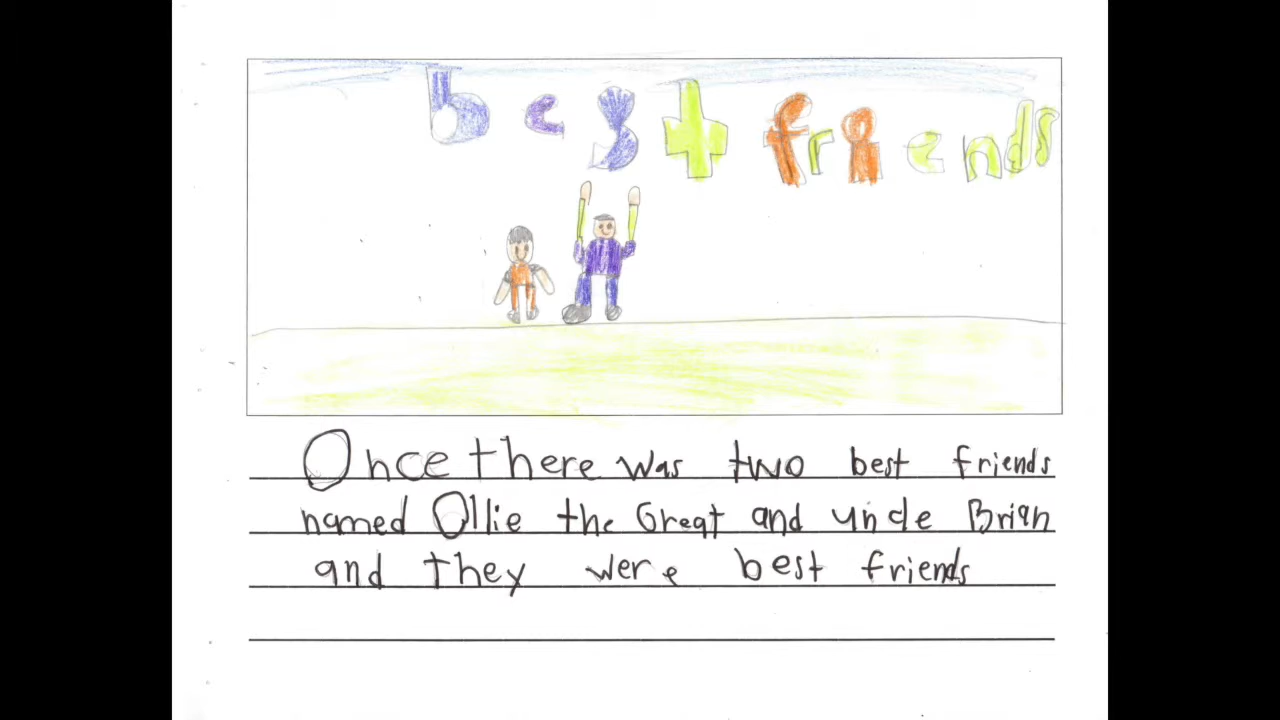 best friends
Once there was two best friends
named Ollie the Great and uncle Brian
and they were best friends